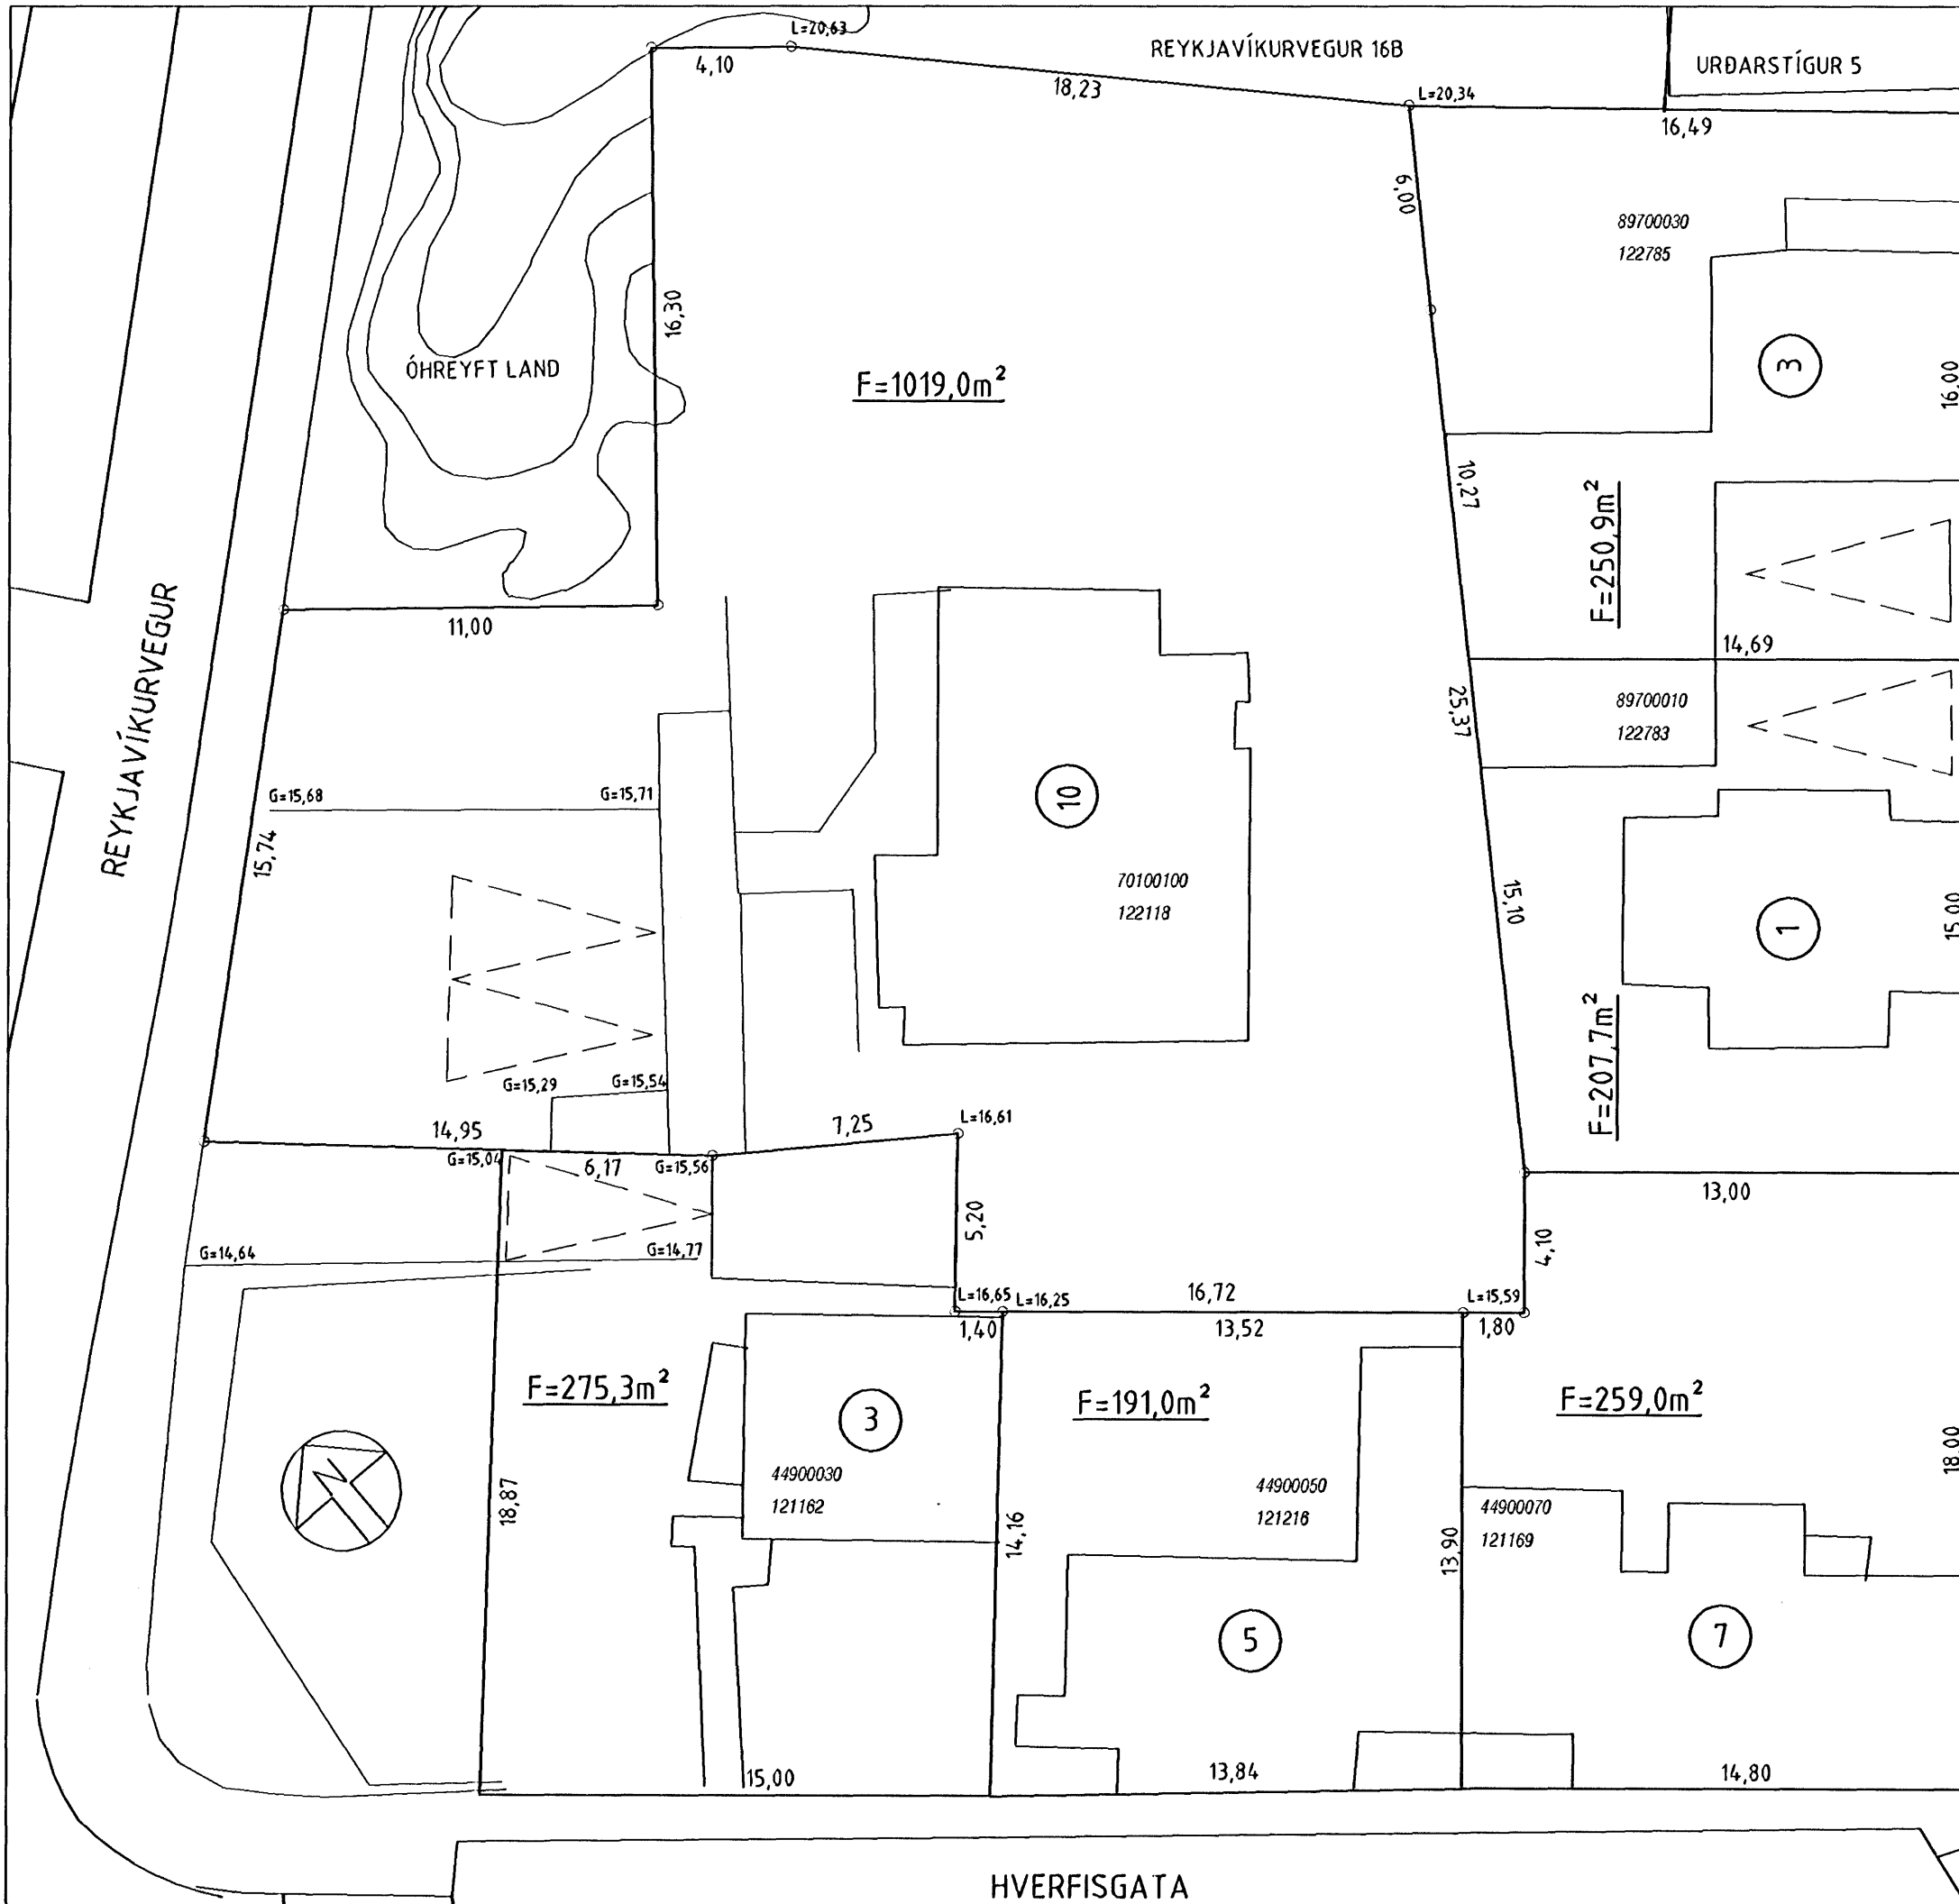 L=20,63
REYKJAVÍKURVEGUR 16B
URÐARSTÍGUR 5
4,10
18,23
L=20,34
16,49
6,00
89700030
122785
16,30
3
16,00
ÓHREYFT LAND
F=1019,0m²
10,27
F=250,9m²
11,00
14,69
REYKJAVÍKURVEGUR
25,37
89700010
122783
G=15,68
G=15,71
10
15,74
70100100
122118
15,10
1
15,00
F=207,7m²
G=15,29
G=15,54
14,95
7,25
L=16,61
G=15,04
6,17
G=15,56
13,00
5,20
4,10
G=14,64
G=14,77
L=16,65
L=16,25
16,72
L=15,59
1,40
13,52
1,80
F=275,3m²
3
F=191,0m²
F=259,0m²
18,00
44900030
121162
44900050
121216
44900070
121169
N
18,87
14,16
13,90
5
7
15,00
13,84
14,80
HVERFISGATA